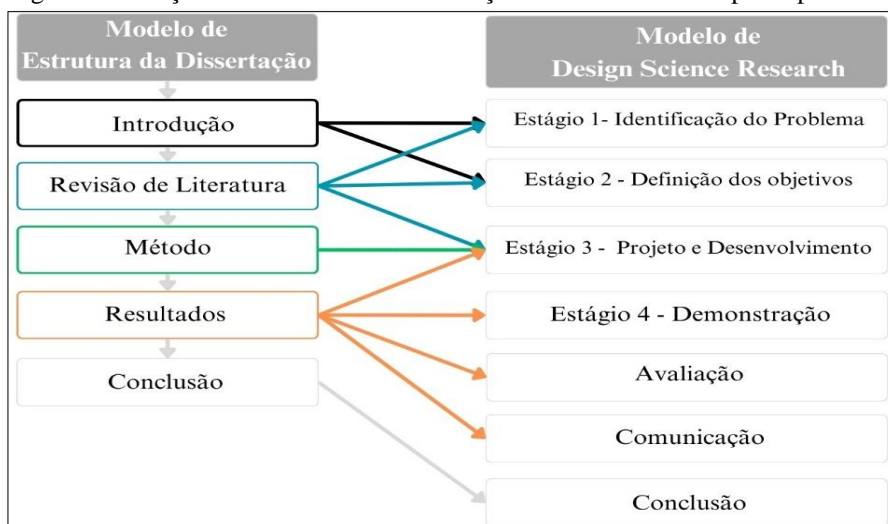 Modelo de
Estrutura da Dissertação
Introdução
Revisão de Literatura
Método
Resultados
Conclusão
Modelo de
Design Science Research
Estágio 1- Identificação do Problema
Estágio 2 - Definição dos objetivos
Estágio 3 - Projeto e Desenvolvimento
Estágio 4 - Demonstração
Avaliação
Comunicação
Conclusão